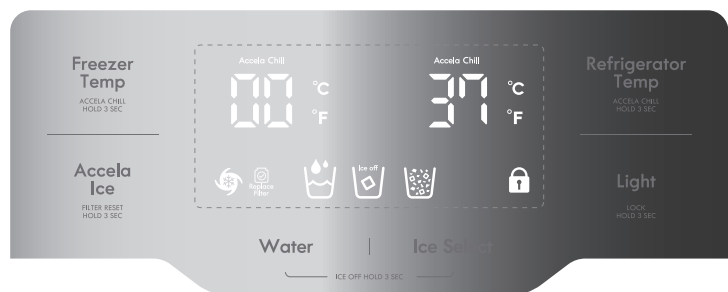 Freezer
Temp
ACCELA CHILL
HOLD 3 SEC
Accela
Ice
FILTER RESET
HOLD 3 SEC
Accela Chill
00 °C
°F
Accela Chill
37 °C
°F
Replace
Filter
Ice off
Refrigerator
Temp
ACCELA CHILL
HOLD 3 SEC
Light
LOCK
HOLD 3 SEC
Water | Ice Select
ICE OFF HOLD 3 SEC